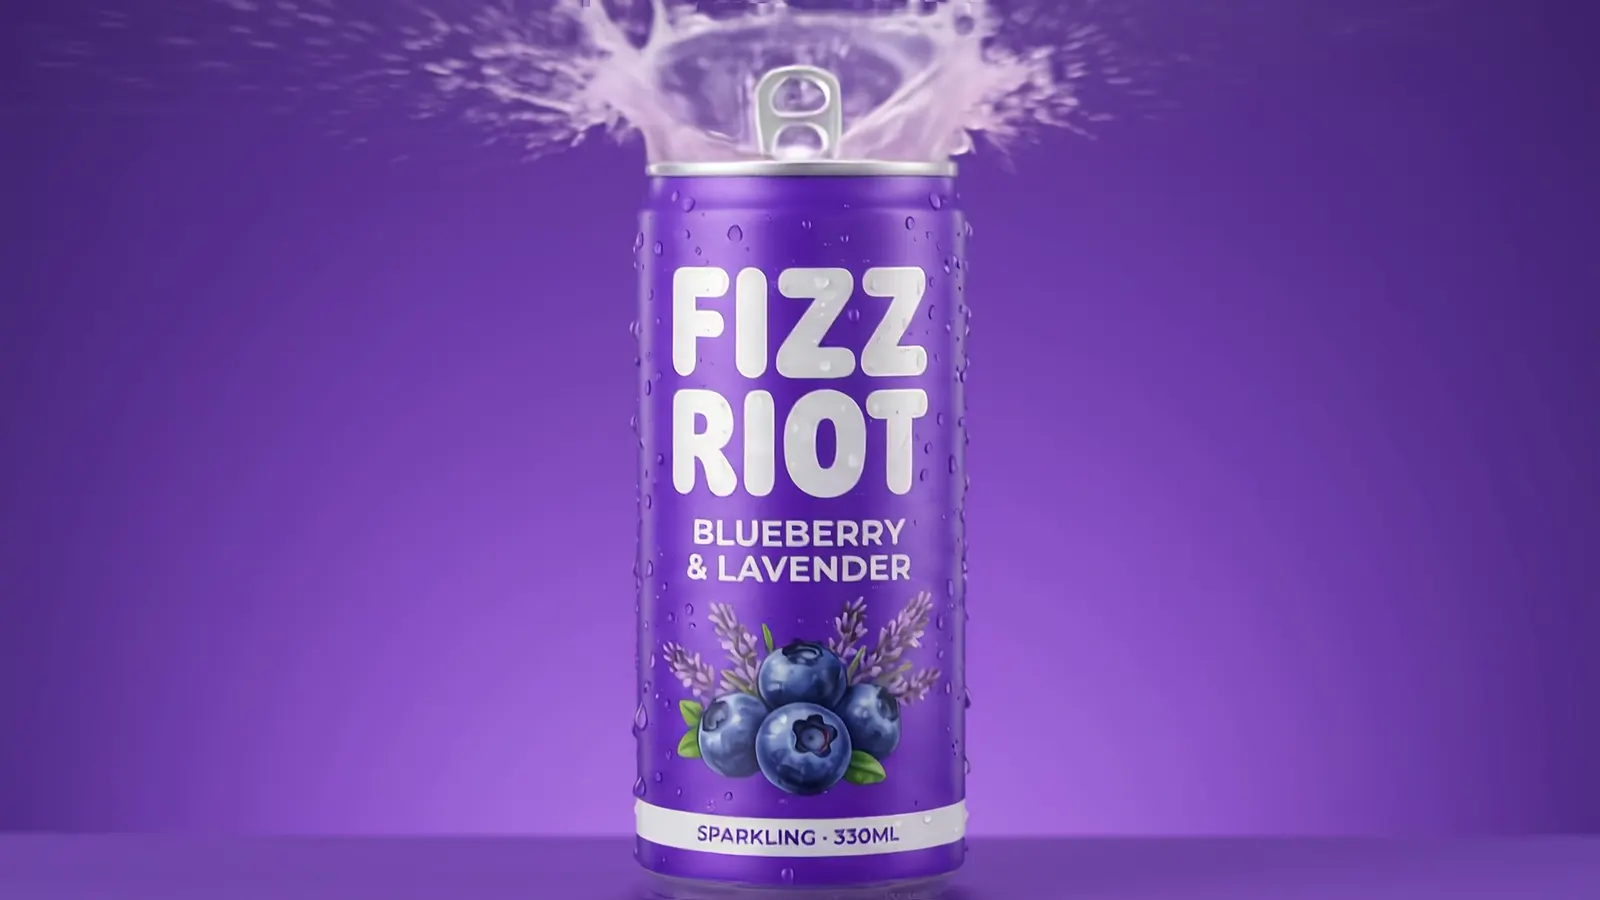 FIZZ
RIOT
BLUEBERRY
& LAVENDER
SPARKLING · 330ML